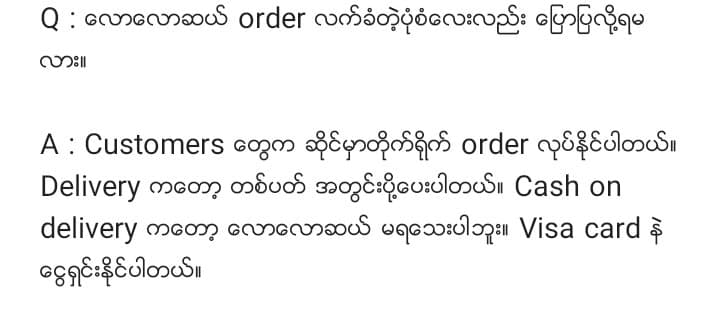 Q : လောလောဆယ် order လက်ခံတဲ့ပုံစံလေးလည်း ပြောပြလို့ရမ
လား။
A : Customers တွေက ဆိုင်မှာတိုက်ရိုက် order လုပ်နိုင်ပါတယ်။
Delivery ကတော့ တစ်ပတ် အတွင်းပို့ပေးပါတယ်။ Cash on
delivery ကတော့ လောလောဆယ် မရသေးပါဘူး။ Visa card နဲ
ငွေရှင်းနိုင်ပါတယ်။